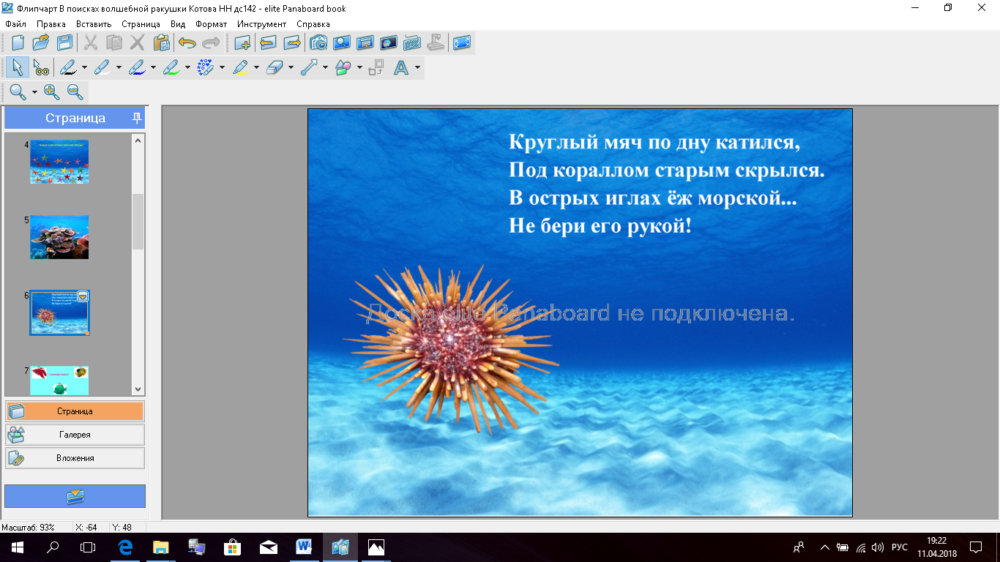 Флипчарт В поисках волшебной ракушки Котова НН дс142 - elite Panaboard book
Файл Правка Вставить Страница Вид Формат Инструмент Справка
Страница
4
5
6
7
Круглый мяч по дну катился,
Под кораллом старым скрылся.
В острых иглах ёж морской...
Не бери его рукой!
Доска elite Panaboard не подключена.
Страница
Галерея
Вложения
Масштаб: 93% X: -64 Y: 48
РУС
19:22
11.04.2018